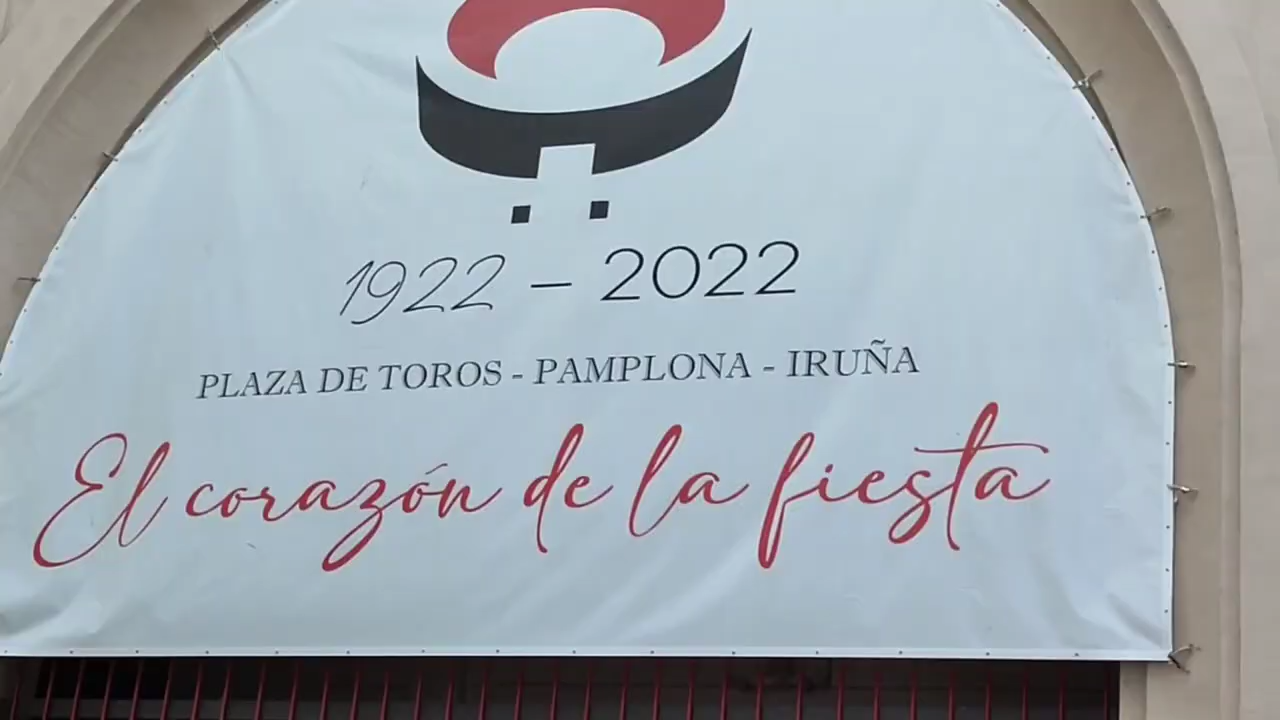 1922 – 2022
PLAZA DE TOROS - PAMPLONA - IRUÑA
El corazón de la fiesta